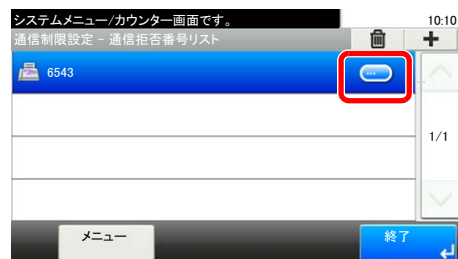 システムメニュー/カウンター画面です。
10:10
通信制限設定 - 通信拒否番号リスト
6543
1/1
メニュー
終了